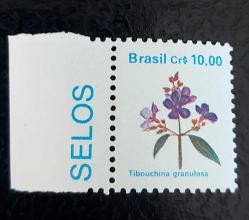 SELOS
Brasil Cr$ 10,00
Tibouchina granulosa